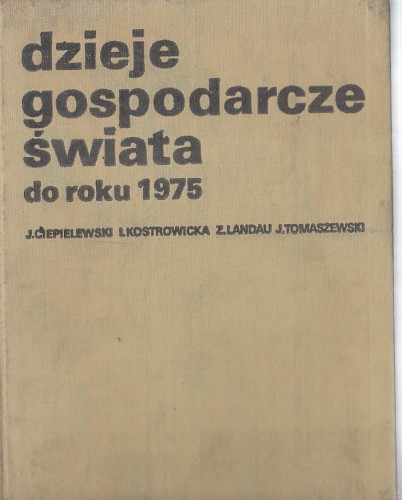 dzieje
gospodarcze
świata
do roku 1975
J.CIEPIELEWSKI I.KOSTROWICKA Z.LANDAU J.TOMASZEWSKI